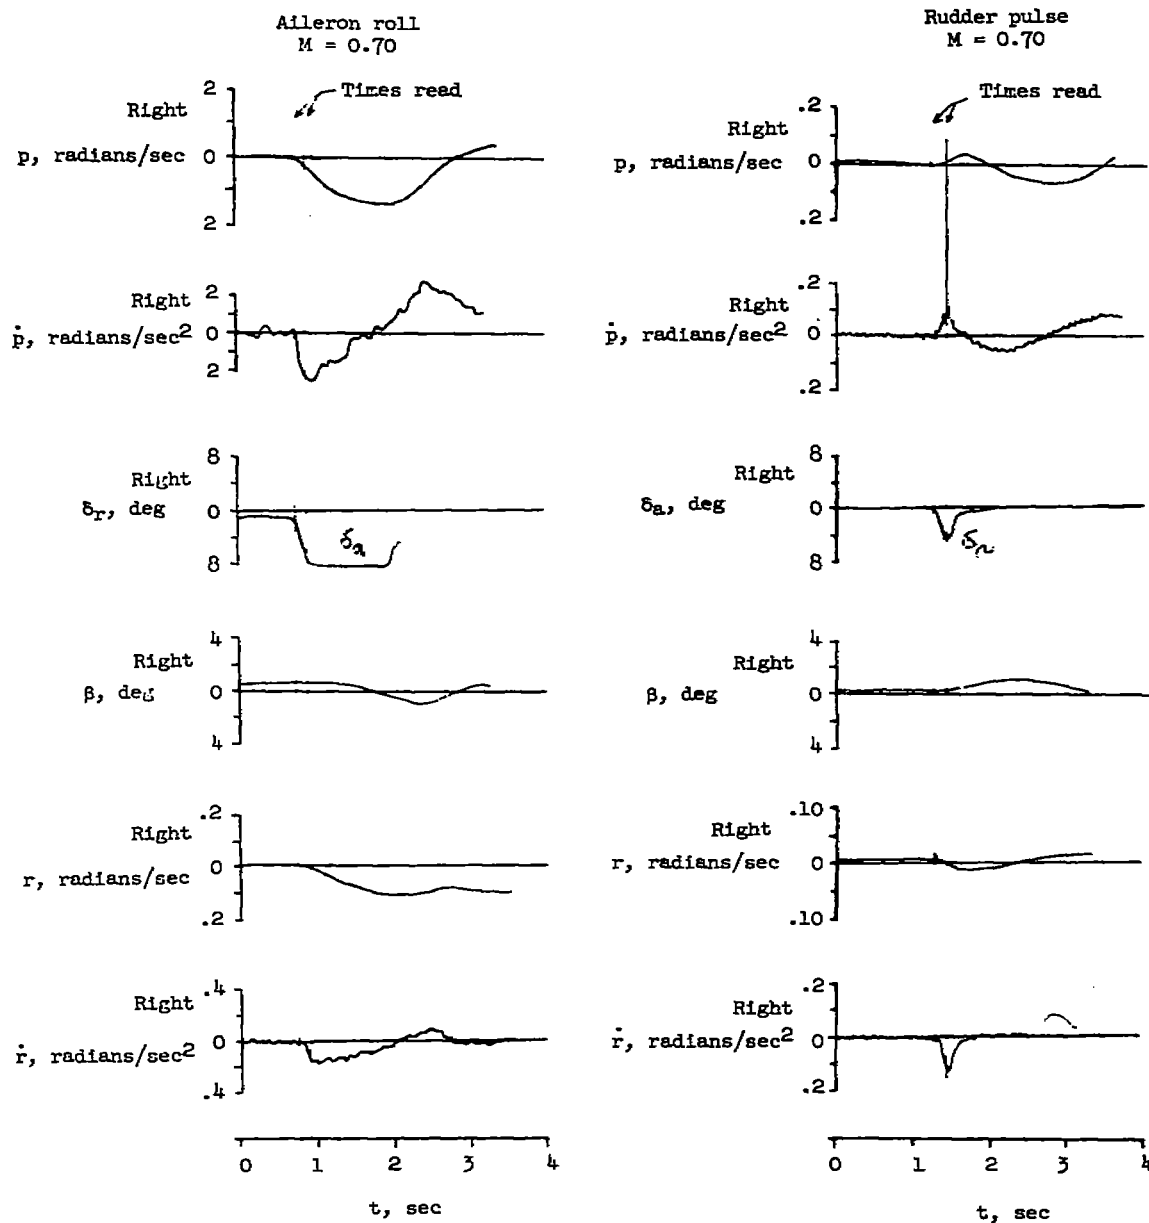 Aileron roll
M = 0.70
Times read
2
Right
p, radians/sec 0
2
2
Right
ṗ, radians/sec² 0
2
8
Right
δr, deg 0
8
δa
4
Right
β, deg 0
4
.2
Right
r, radians/sec 0
.2
.4
Right
ṙ, radians/sec² 0
.4
0 1 2 3 4
t, sec
Rudder pulse
M = 0.70
Times read
.2
Right
p, radians/sec 0
.2
.2
Right
ṗ, radians/sec² 0
.2
8
Right
δa, deg 0
8
δr
4
Right
β, deg 0
4
.10
Right
r, radians/sec 0
.10
.2
Right
ṙ, radians/sec² 0
.2
0 1 2 3 4
t, sec